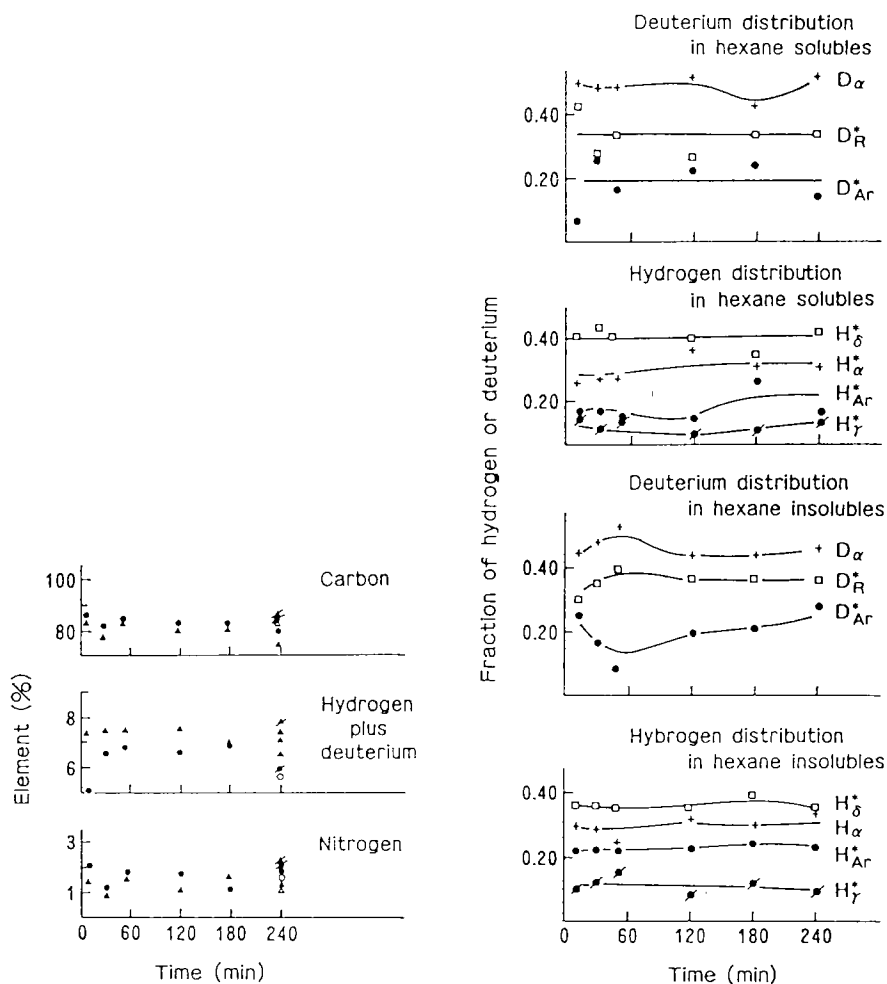 Carbon
100
80
Hydrogen
plus
deuterium
8
6
Nitrogen
3
1
Element (%)
0 60 120 180 240
Time (min)
Deuterium distribution
in hexane solubles
0.40
0.20
Dα
D*R
D*Ar
Hydrogen distribution
in hexane solubles
0.40
0.20
H*δ
H*α
H*Ar
H*γ
Deuterium distribution
in hexane insolubles
0.40
0.20
Dα
D*R
D*Ar
Hybrogen distribution
in hexane insolubles
0.40
0.20
H*δ
Hα
H*Ar
H*γ
Fraction of hydrogen or deuterium
0 60 120 180 240
Time (min)